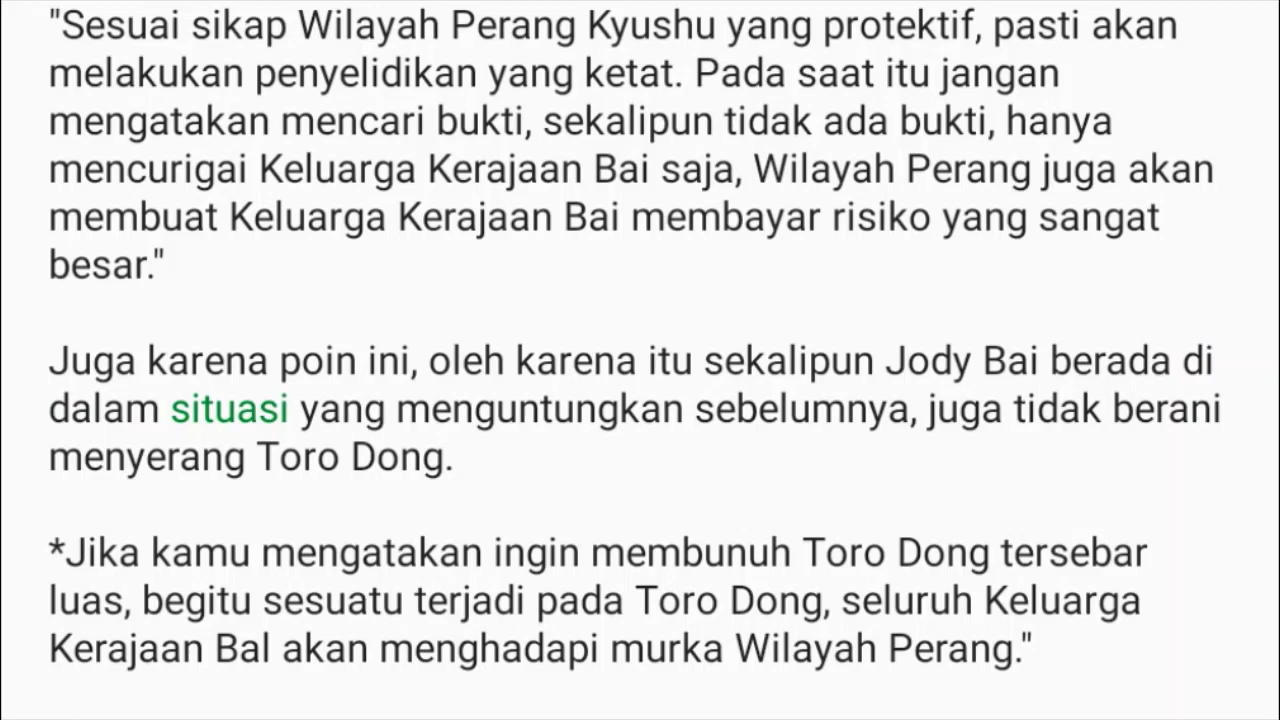 "Sesuai sikap Wilayah Perang Kyushu yang protektif, pasti akan
melakukan penyelidikan yang ketat. Pada saat itu jangan
mengatakan mencari bukti, sekalipun tidak ada bukti, hanya
mencurigai Keluarga Kerajaan Bai saja, Wilayah Perang juga akan
membuat Keluarga Kerajaan Bai membayar risiko yang sangat
besar."
Juga karena poin ini, oleh karena itu sekalipun Jody Bai berada di
dalam situasi yang menguntungkan sebelumnya, juga tidak berani
menyerang Toro Dong.
*Jika kamu mengatakan ingin membunuh Toro Dong tersebar
luas, begitu sesuatu terjadi pada Toro Dong, seluruh Keluarga
Kerajaan Bal akan menghadapi murka Wilayah Perang."